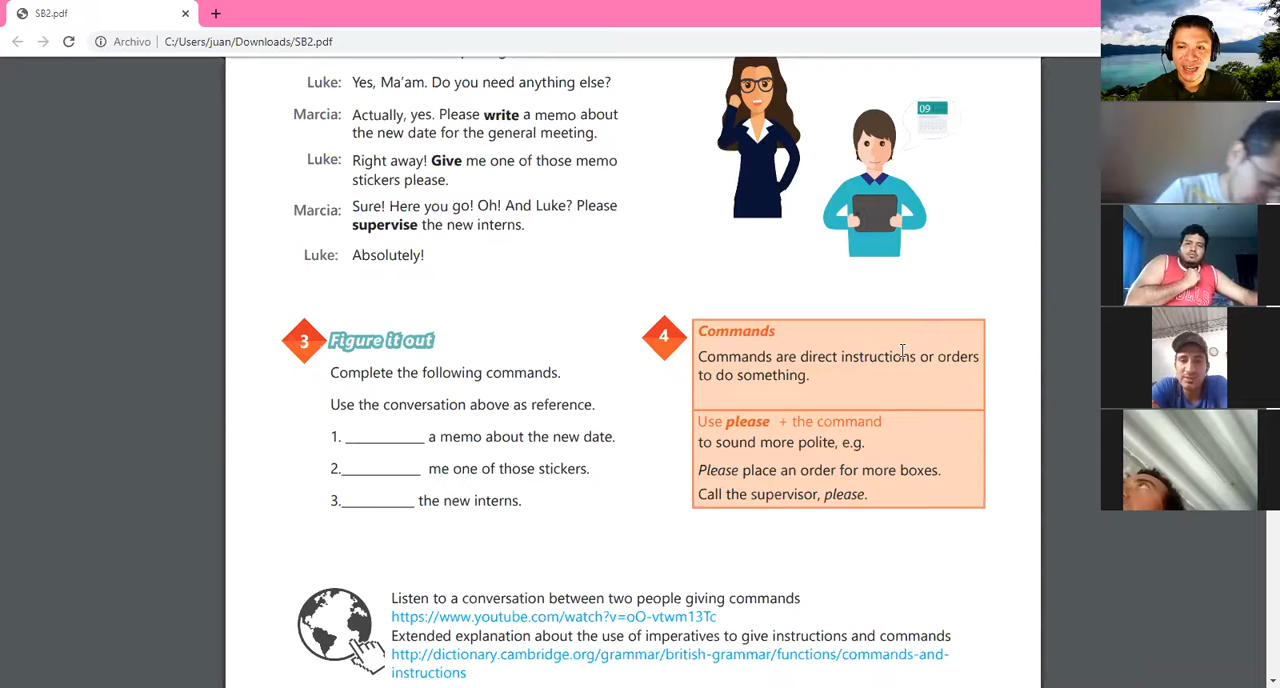 SB2.pdf
Archivo
C:/Users/juan/Downloads/SB2.pdf
Luke: Yes, Ma'am. Do you need anything else?
Marcia: Actually, yes. Please write a memo about
the new date for the general meeting.
Luke: Right away! Give me one of those memo
stickers please.
Marcia: Sure! Here you go! Oh! And Luke? Please
supervise the new interns.
Luke: Absolutely!
09
3 Figure it out
Complete the following commands.
Use the conversation above as reference.
1. __________ a memo about the new date.
2.__________ me one of those stickers.
3._________ the new interns.
4
Commands
Commands are direct instructions or orders
to do something.
Use please + the command
to sound more polite, e.g.
Please place an order for more boxes.
Call the supervisor, please.
Listen to a conversation between two people giving commands
https://www.youtube.com/watch?v=oO-vtwm13Tc
Extended explanation about the use of imperatives to give instructions and commands
http://dictionary.cambridge.org/grammar/british-grammar/functions/commands-and-
instructions